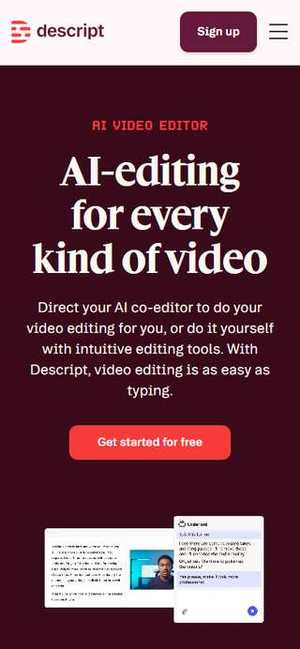 descript
Sign up
AI VIDEO EDITOR
AI-editing
for every
kind of video
Direct your AI co-editor to do your
video editing for you, or do it yourself
with intuitive editing tools. With
Descript, video editing is as easy as
typing.
Get started for free
Underlord